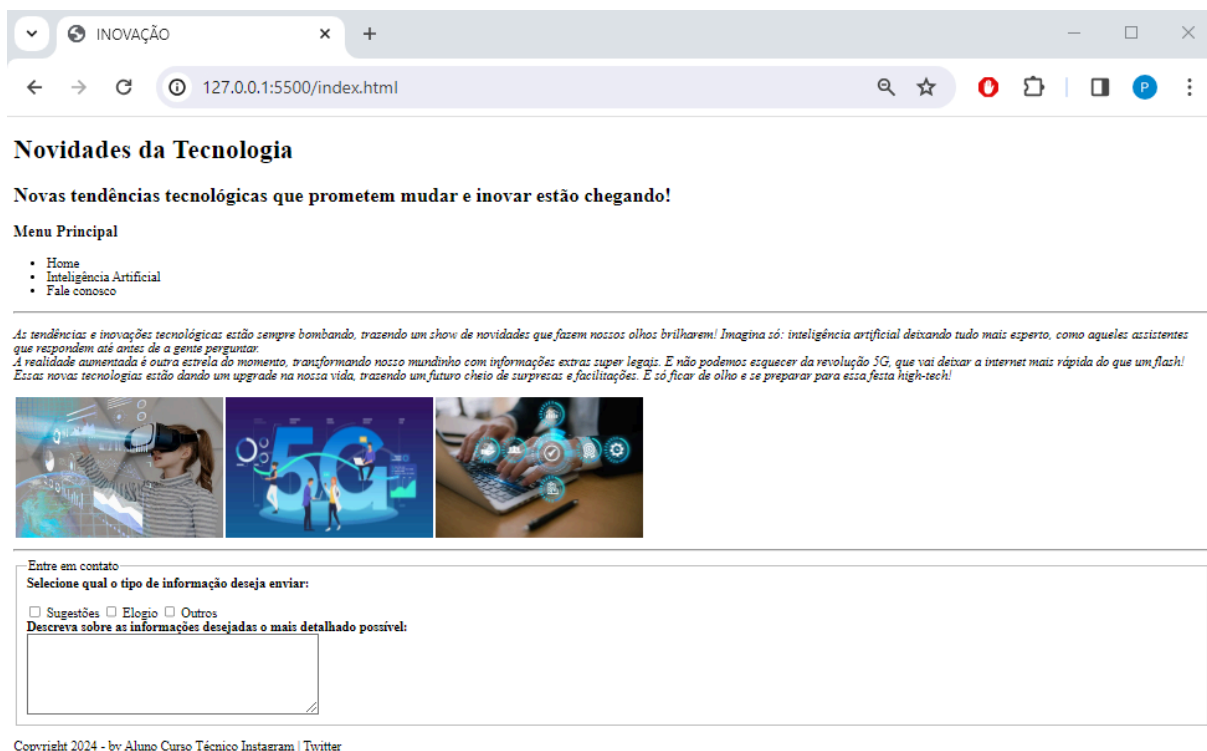 INOVAÇÃO
127.0.0.1:5500/index.html
P
Novidades da Tecnologia
Novas tendências tecnológicas que prometem mudar e inovar estão chegando!
Menu Principal
Home
Inteligência Artificial
Fale conosco
As tendências e inovações tecnológicas estão sempre bombando, trazendo um show de novidades que fazem nossos olhos brilharem! Imagina só: inteligência artificial deixando tudo mais esperto, como aqueles assistentes
que respondem até antes de a gente perguntar.
A realidade aumentada é outra estrela do momento, transformando nosso mundinho com informações extras super legais. E não podemos esquecer da revolução 5G, que vai deixar a internet mais rápida do que um flash!
Essas novas tecnologias estão dando um upgrade na nossa vida, trazendo um futuro cheio de surpresas e facilitações. É só ficar de olho e se preparar para essa festa high-tech!
5G
Entre em contato
Selecione qual o tipo de informação deseja enviar:
Sugestões Elogio Outros
Descreva sobre as informações desejadas o mais detalhado possível:
Copyright 2024 - by Aluno Curso Técnico Instagram | Twitter